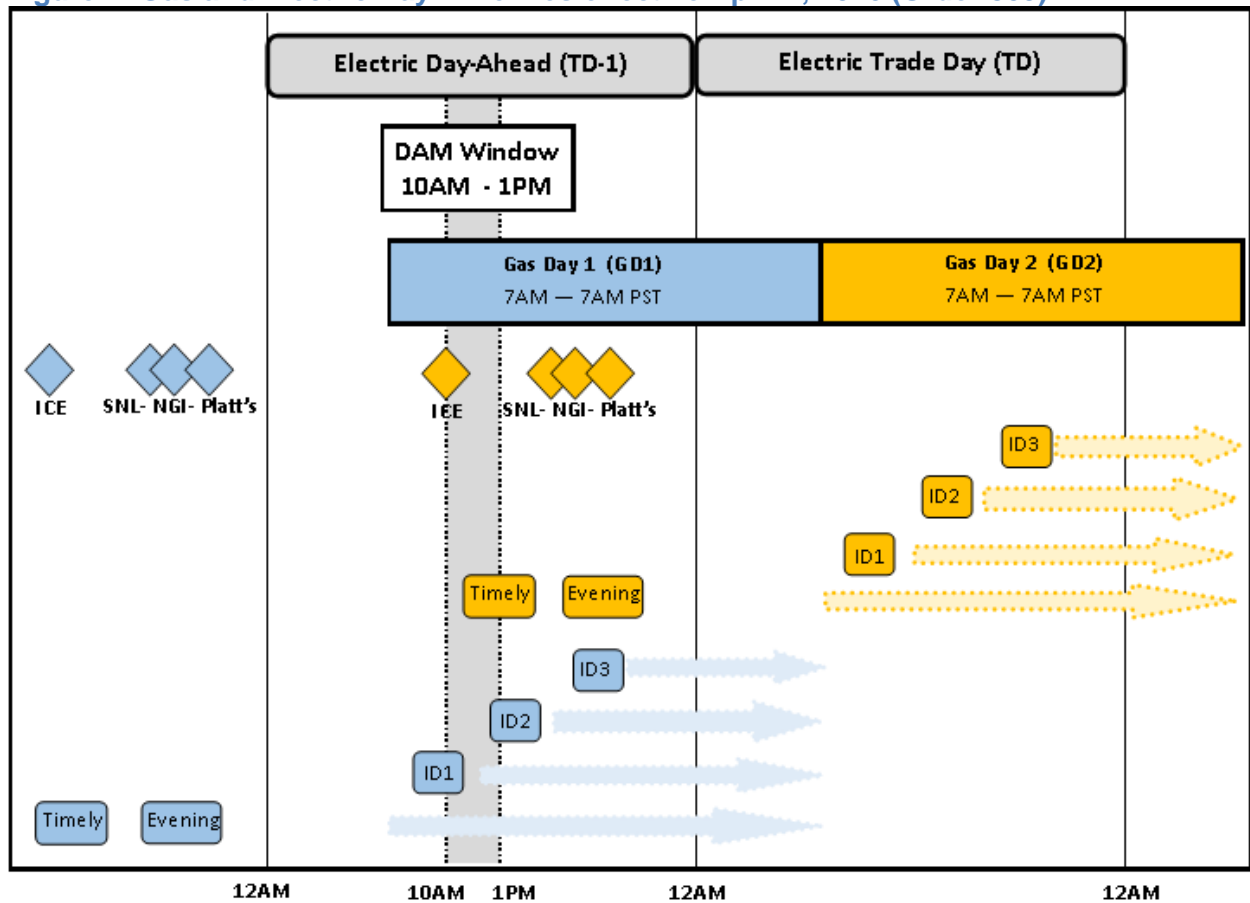 Electric Day-Ahead (TD-1)
Electric Trade Day (TD)
DAM Window
10AM - 1PM
Gas Day 1 (GD1)
7AM — 7AM PST
Gas Day 2 (GD2)
7AM — 7AM PST
ICE
SNL- NGI- Platt's
ICE
SNL- NGI- Platt's
ID3
ID2
ID1
Timely
Evening
ID3
ID2
ID1
Timely
Evening
12AM
10AM
1PM
12AM
12AM